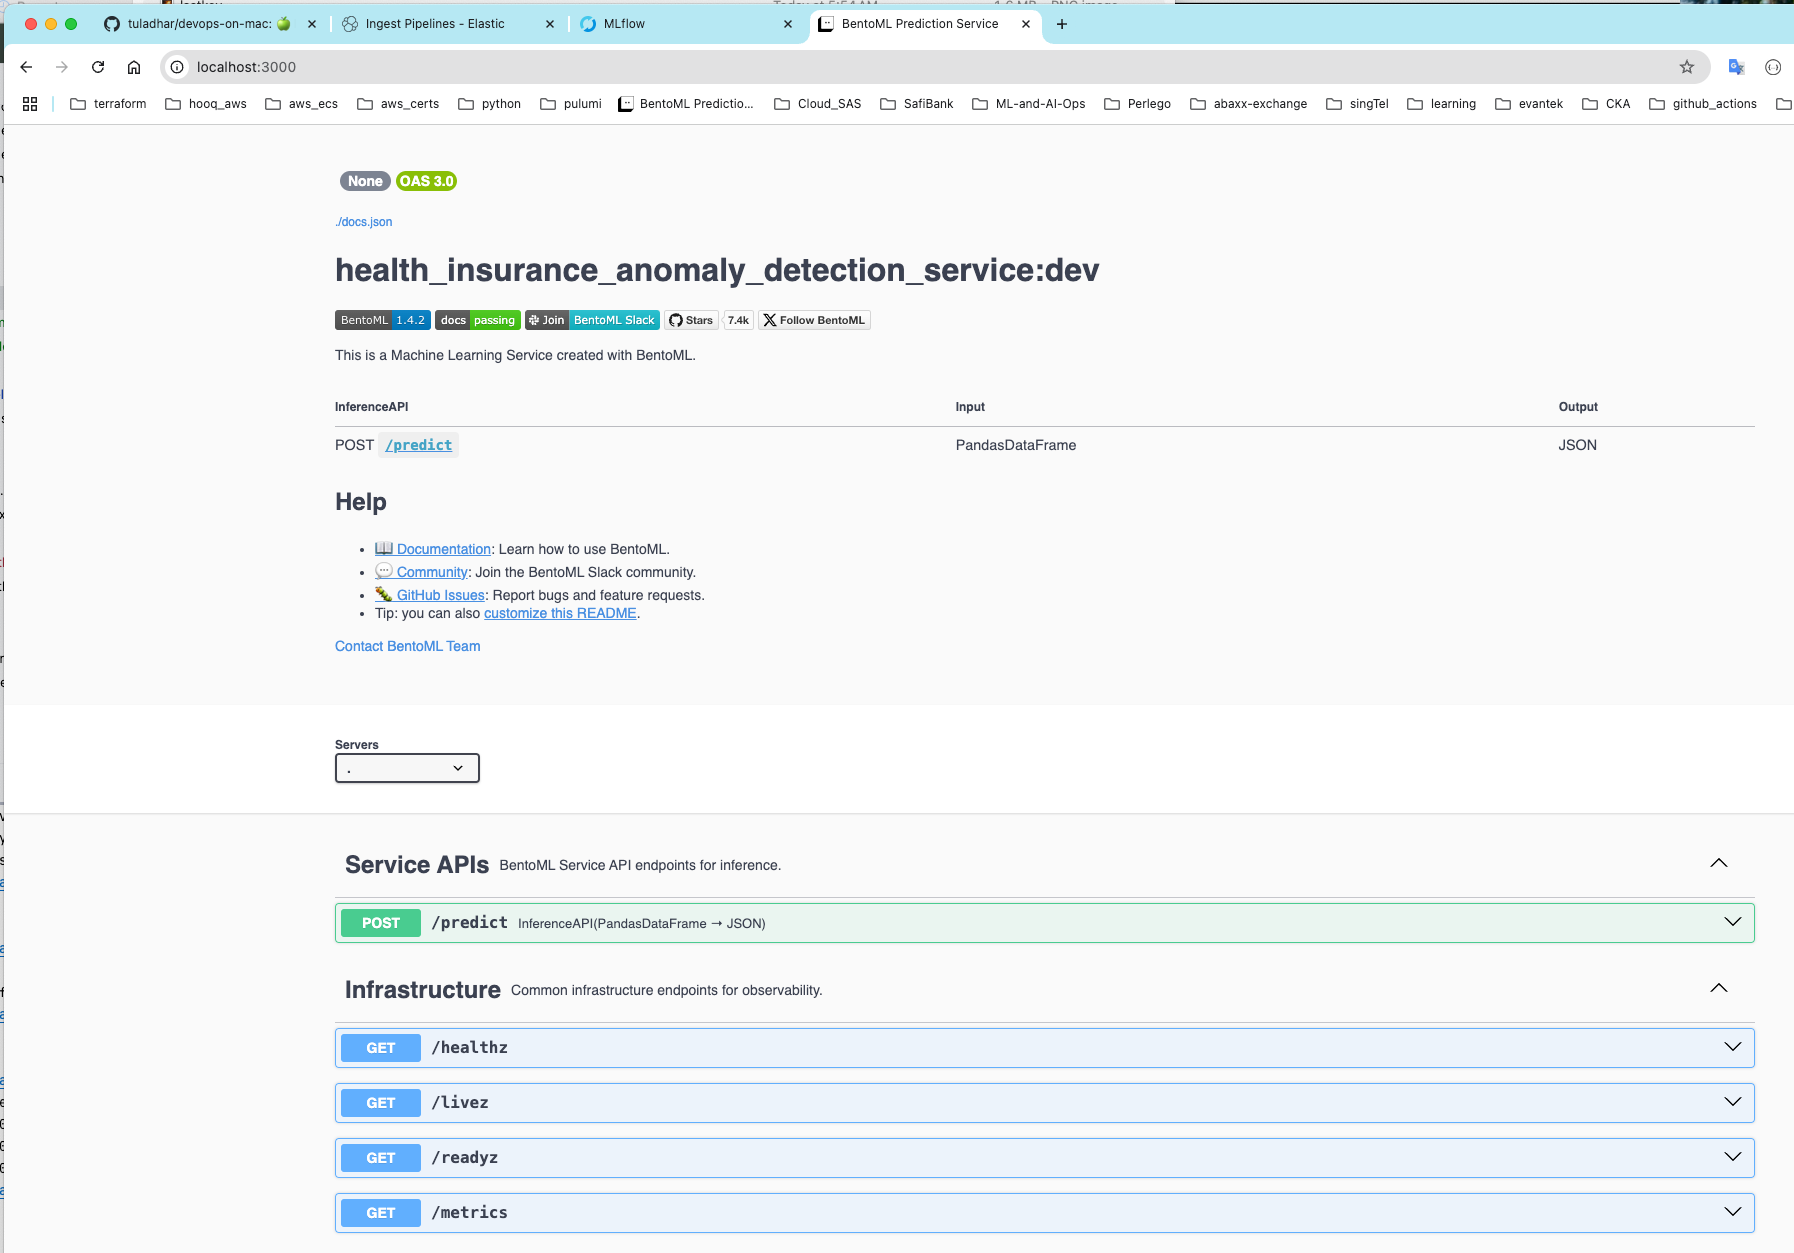 tuladhar/devops-on-mac: 🍏
Ingest Pipelines - Elastic
MLflow
BentoML Prediction Service
localhost:3000
terraform hooq_aws aws_ecs aws_certs python pulumi BentoML Predictio... Cloud_SAS SafiBank ML-and-AI-Ops Perlego abaxx-exchange singTel learning evantek CKA github_actions
None OAS 3.0
./docs.json
health_insurance_anomaly_detection_service:dev
BentoML 1.4.2 docs passing Join BentoML Slack Stars 7.4k Follow BentoML
This is a Machine Learning Service created with BentoML.
InferenceAPI Input Output
POST /predict PandasDataFrame JSON
Help
• 📖 Documentation: Learn how to use BentoML.
• 💬 Community: Join the BentoML Slack community.
• 🐛 GitHub Issues: Report bugs and feature requests.
• Tip: you can also customize this README.
Contact BentoML Team
Servers
.
Service APIs BentoML Service API endpoints for inference.
POST /predict InferenceAPI(PandasDataFrame → JSON)
Infrastructure Common infrastructure endpoints for observability.
GET /healthz
GET /livez
GET /readyz
GET /metrics